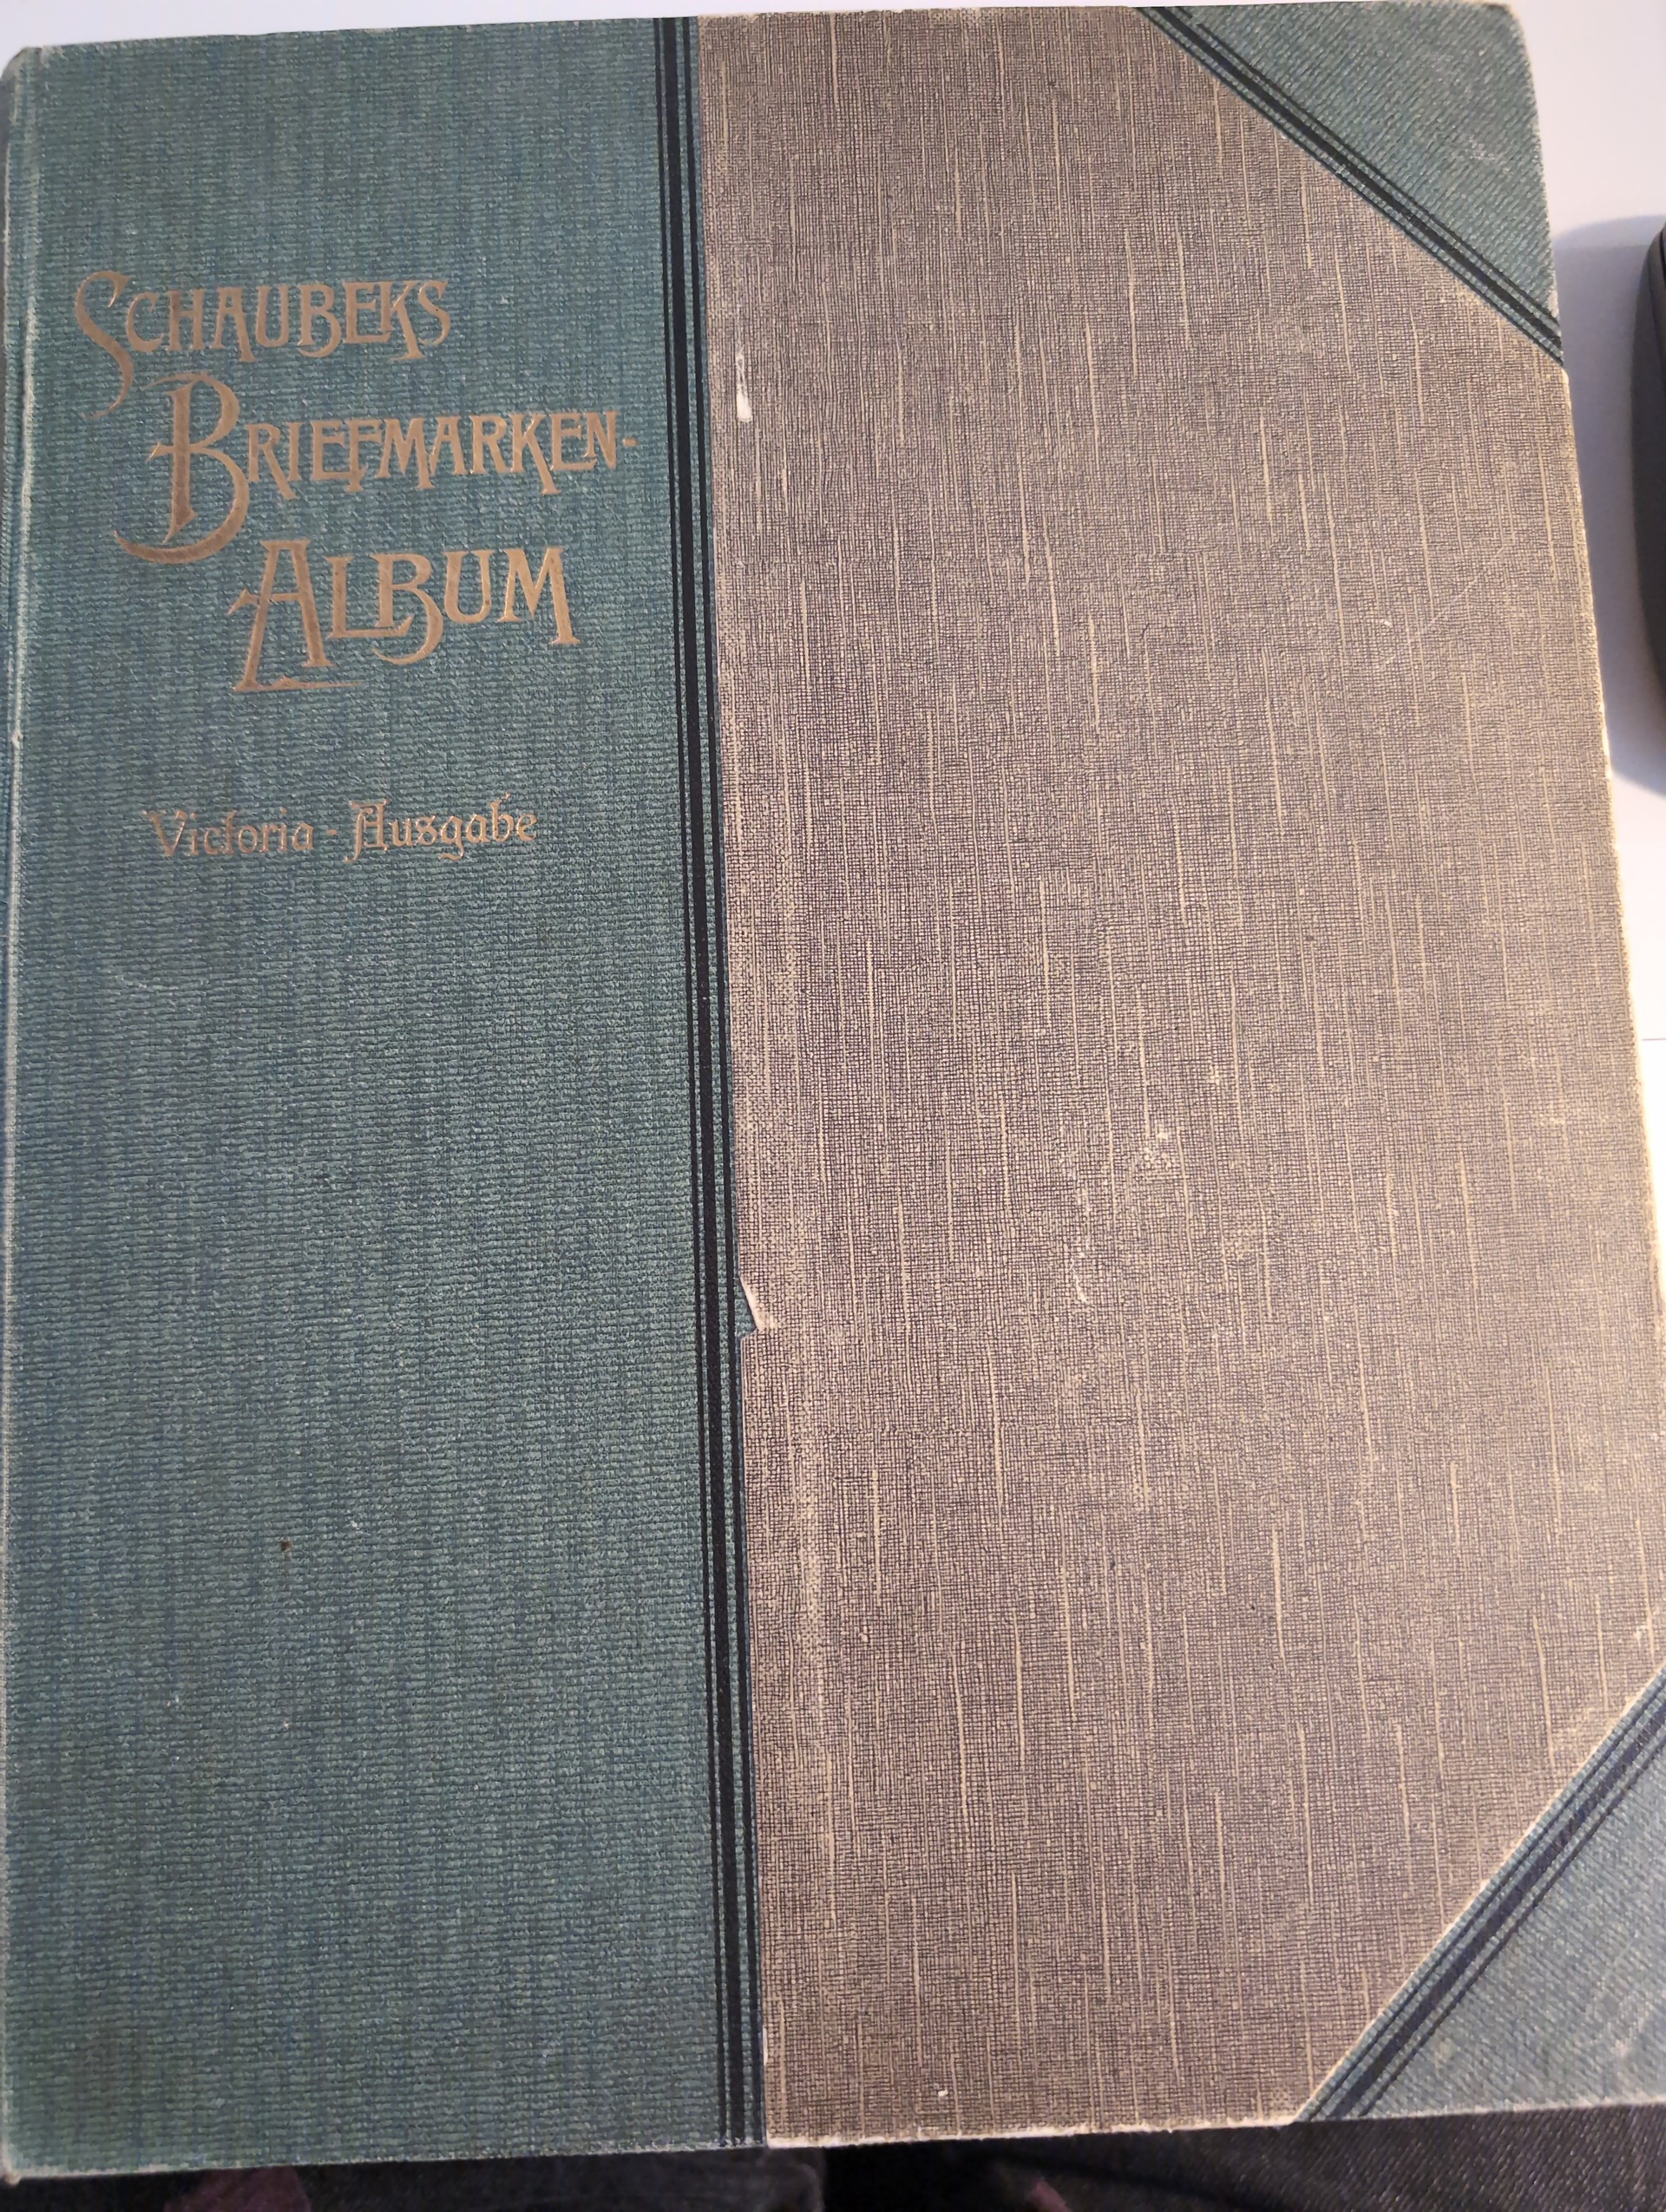 SCHAUBEKS
BRIEFMARKEN-
ALBUM
Victoria - Ausgabe